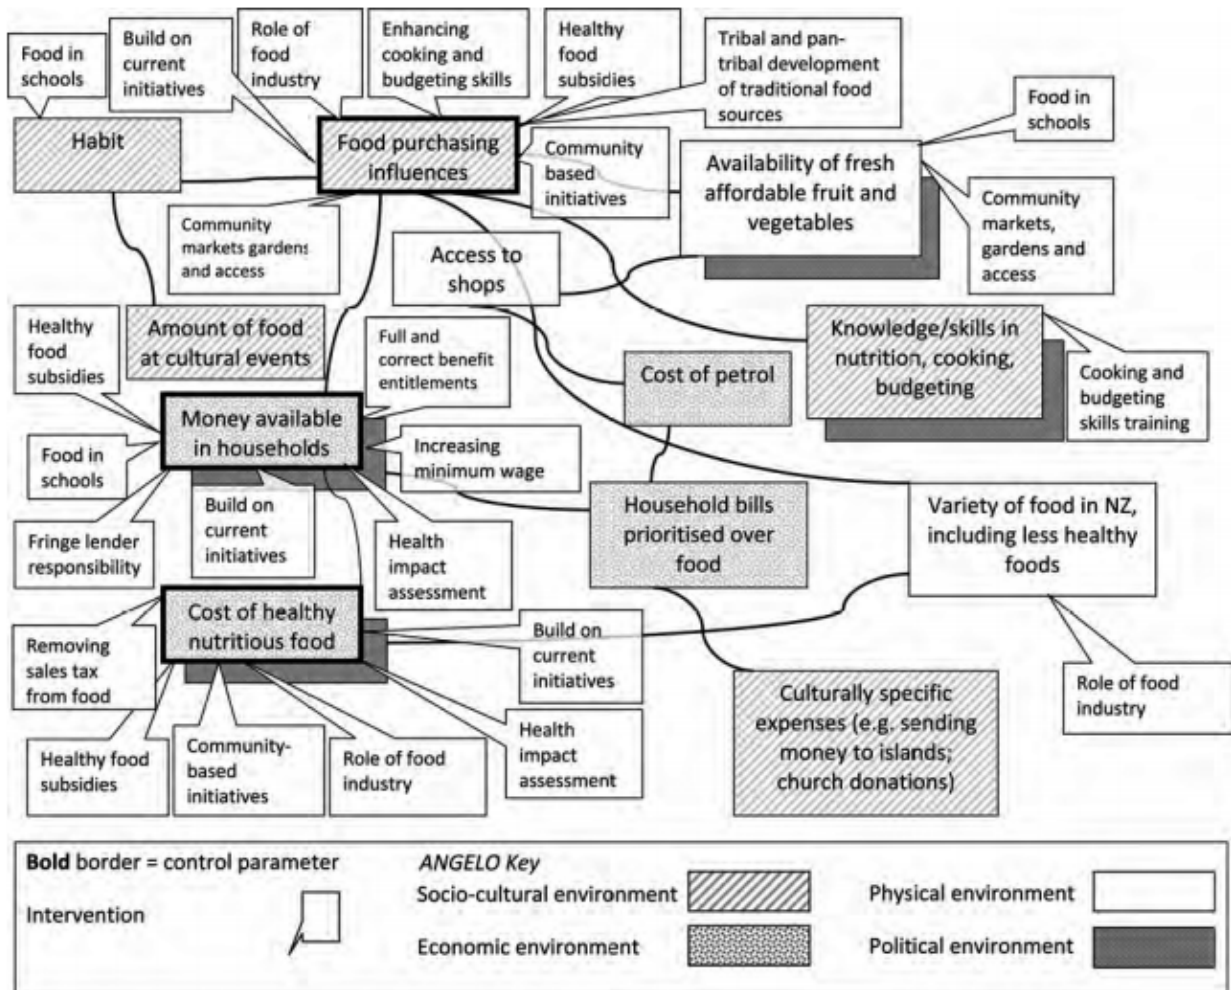 Food in
schools
Build on
current
initiatives
Role of
food
industry
Enhancing
cooking and
budgeting skills
Healthy
food
subsidies
Tribal and pan-
tribal development
of traditional food
sources
Food in
schools
Habit
Food purchasing
influences
Community
based
initiatives
Availability of fresh
affordable fruit and
vegetables
Community
markets,
gardens and
access
Community
markets gardens
and access
Access to
shops
Healthy
food
subsidies
Amount of food
at cultural events
Full and
correct benefit
entitlements
Cost of petrol
Knowledge/skills in
nutrition, cooking,
budgeting
Cooking and
budgeting
skills training
Money available
in households
Food in
schools
Increasing
minimum wage
Fringe lender
responsibility
Build on
current
initiatives
Health
impact
assessment
Household bills
prioritised over
food
Variety of food in NZ,
including less healthy
foods
Cost of healthy
nutritious food
Removing
sales tax
from food
Build on
current
initiatives
Role of food
industry
Healthy food
subsidies
Community-
based
initiatives
Role of food
industry
Health
impact
assessment
Culturally specific
expenses (e.g. sending
money to islands;
church donations)
Bold border = control parameter
Intervention
ANGELO Key
Socio-cultural environment
Physical environment
Economic environment
Political environment